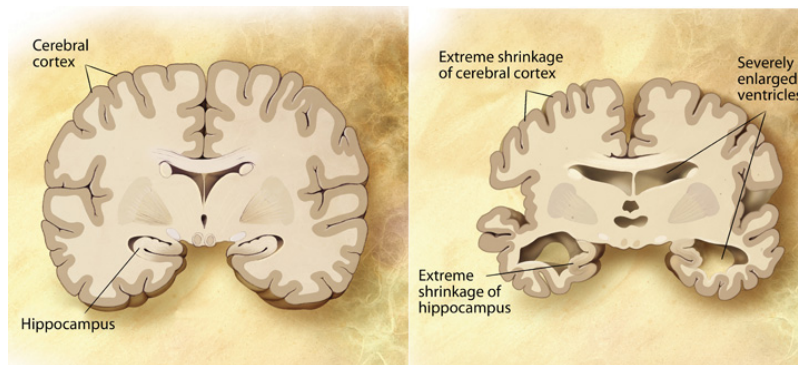 Cerebral
cortex
Hippocampus
Extreme shrinkage
of cerebral cortex
Severely
enlarged
ventricles
Extreme
shrinkage of
hippocampus